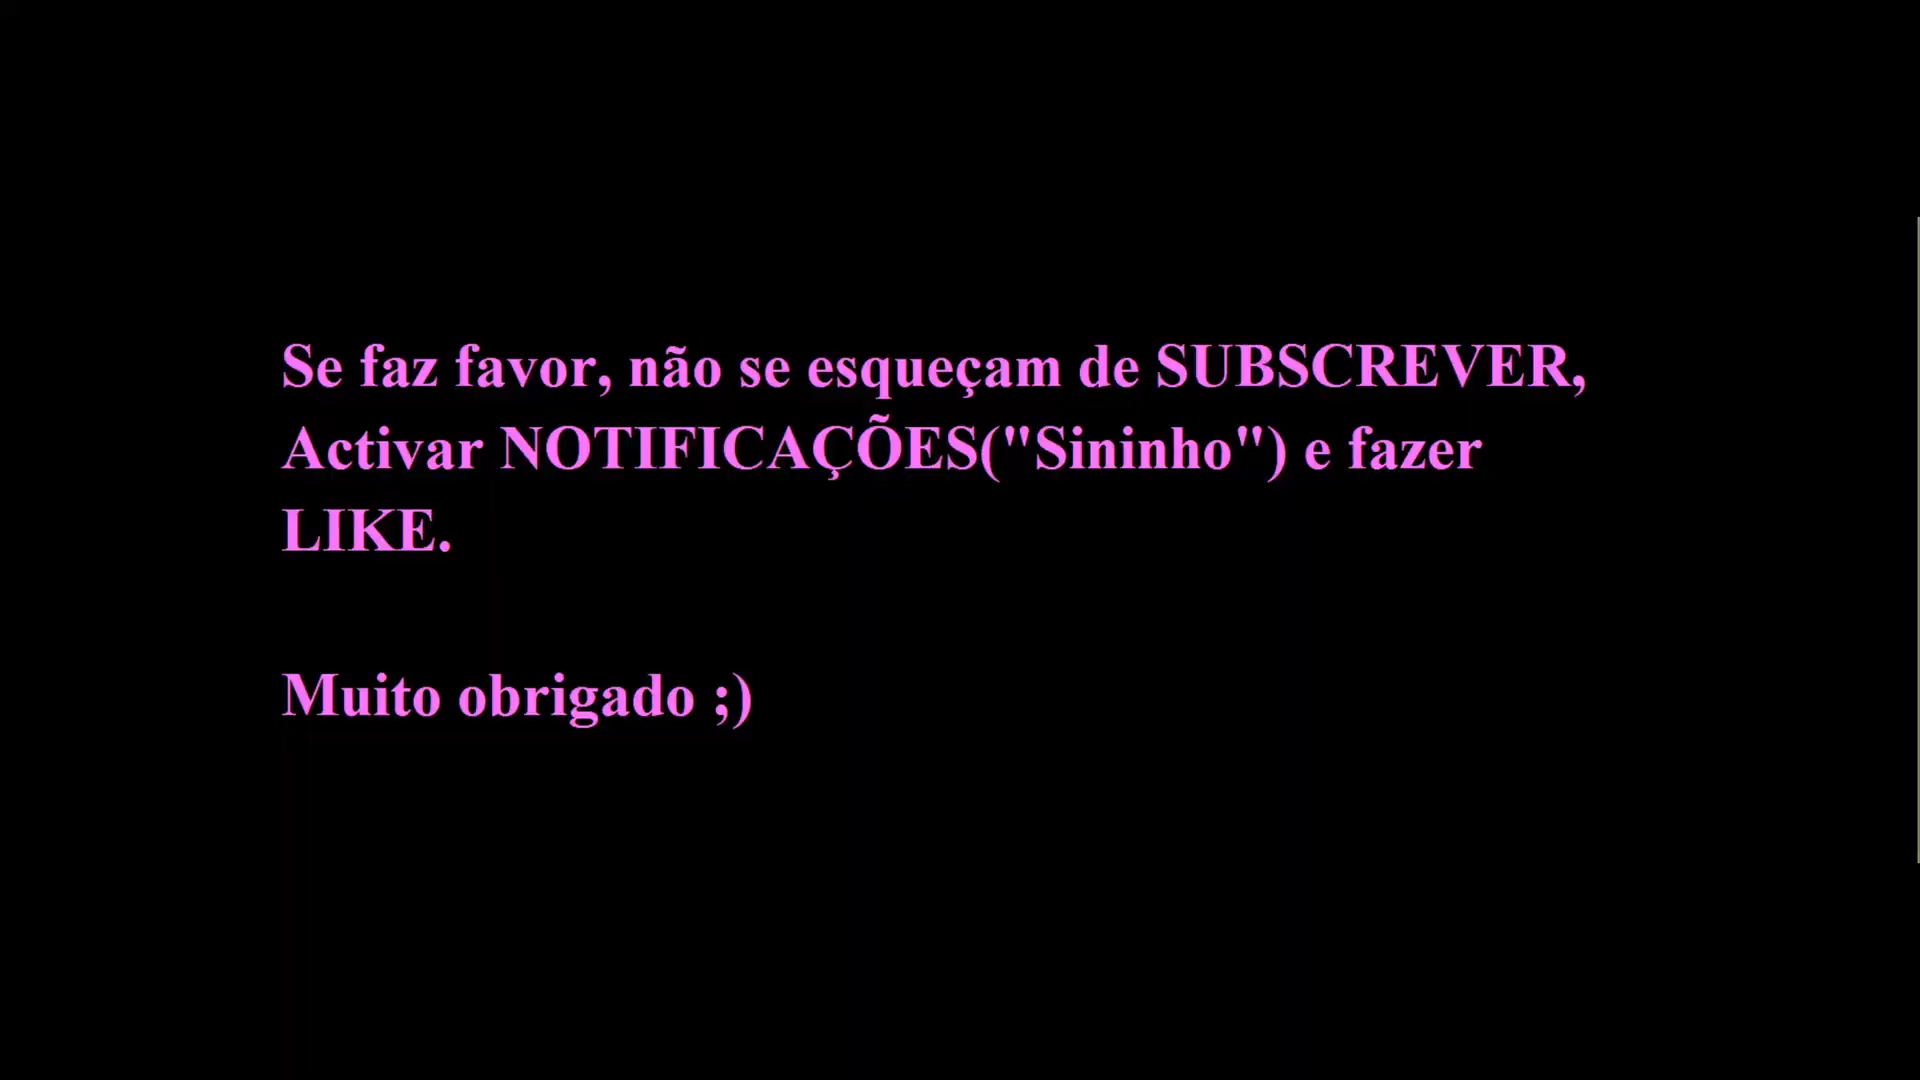 Se faz favor, não se esqueçam de SUBSCREVER,
Activar NOTIFICAÇÕES("Sininho") e fazer
LIKE.
Muito obrigado ;)